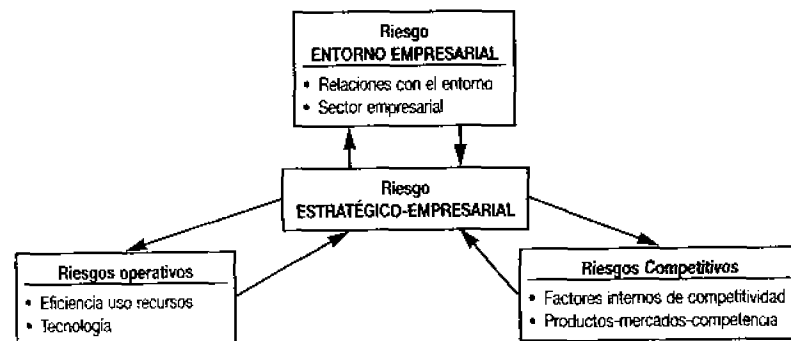 Riesgo
ENTORNO EMPRESARIAL
• Relaciones con el entorno
• Sector empresarial
Riesgo
ESTRATÉGICO-EMPRESARIAL
Riesgos operativos
• Eficiencia uso recursos
• Tecnología
Riesgos Competitivos
• Factores internos de competitividad
• Productos-mercados-competencia